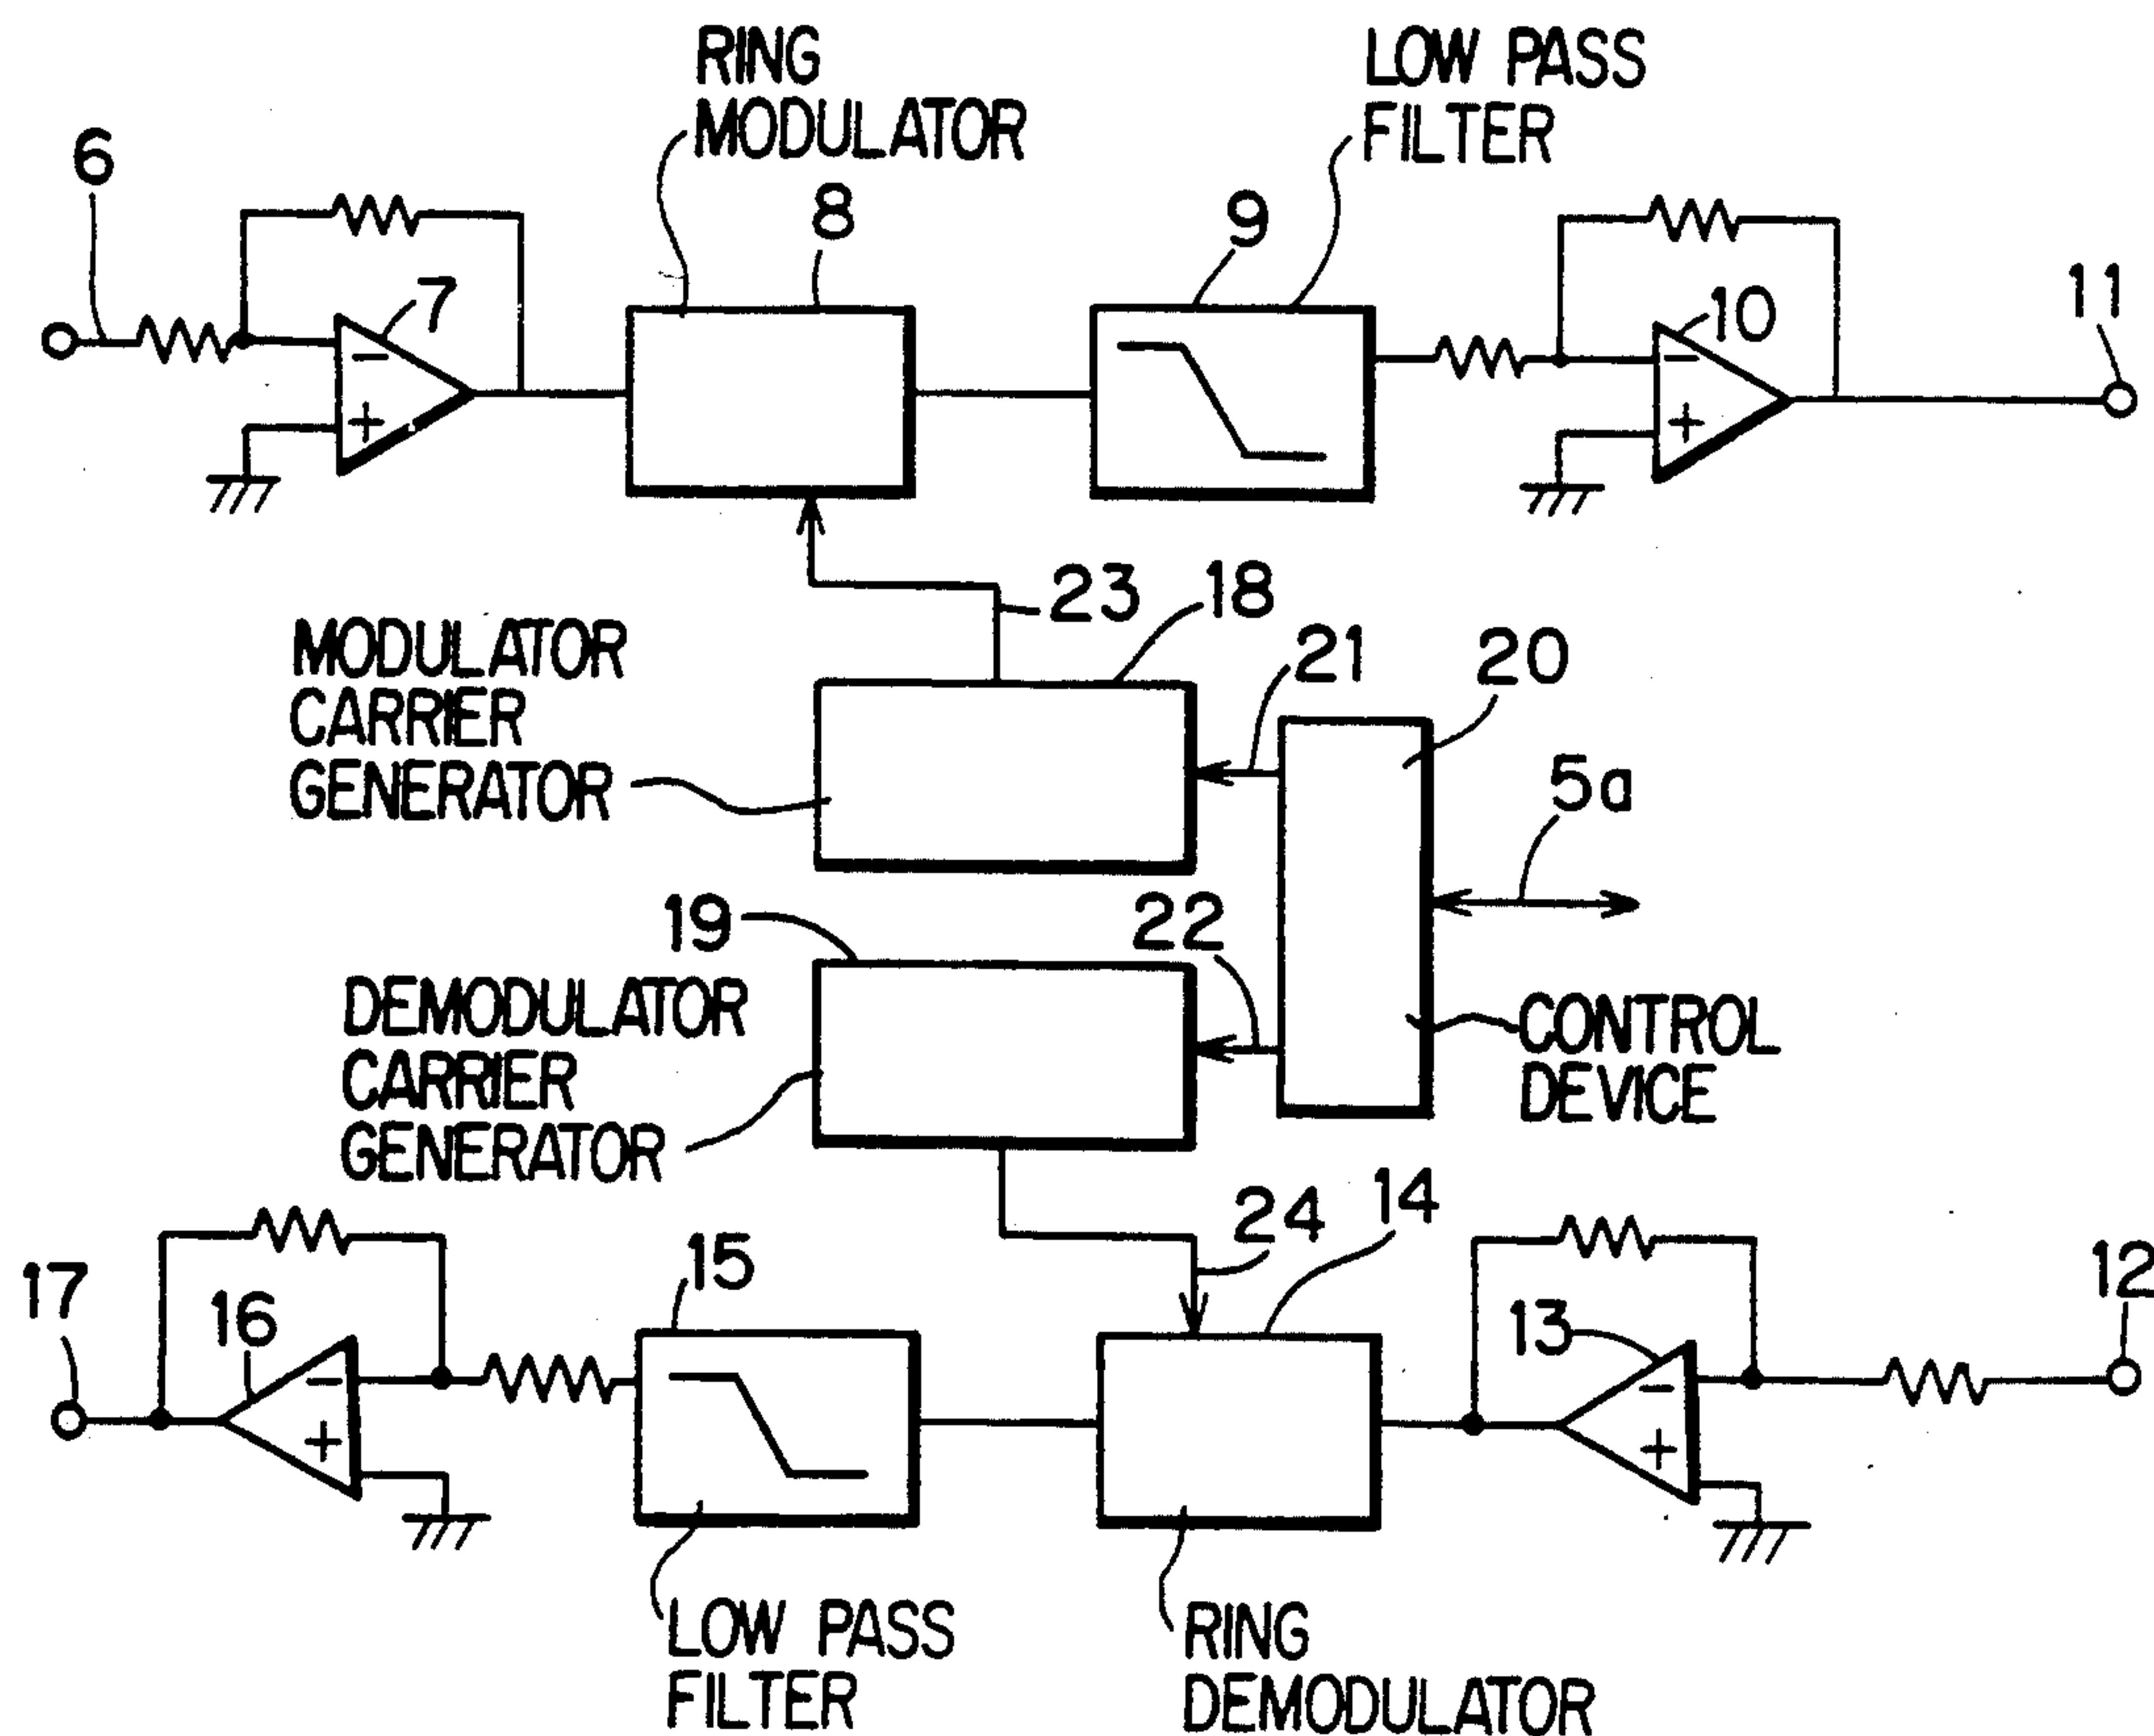 RING
MODULATOR
LOW PASS
FILTER
6
8
9
7
10
11
−
+
−
+
23
18
21
20
MODULATOR
CARRIER
GENERATOR
5a
19
22
DEMODULATOR
CARRIER
GENERATOR
CONTROL
DEVICE
24
14
15
17
16
13
12
−
+
−
+
LOW PASS
FILTER
RING
DEMODULATOR